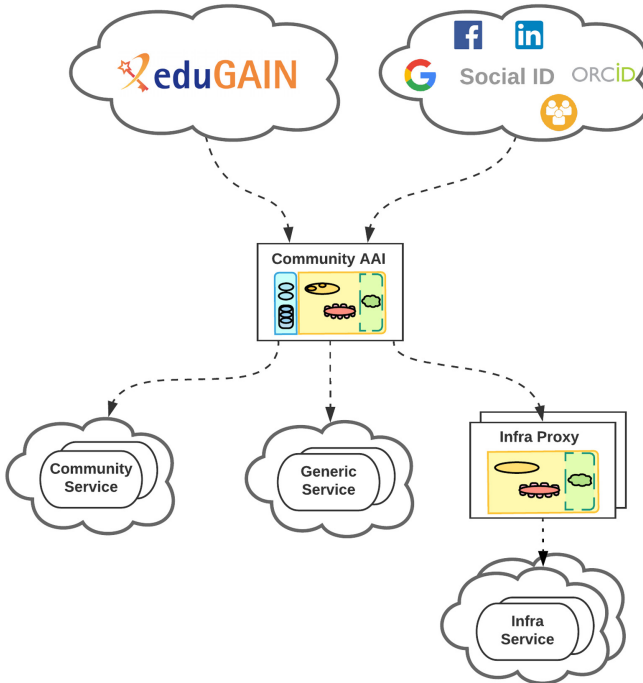 eduGAIN
f
in
G
Social ID
ORCiD
Community AAI
Community
Service
Generic
Service
Infra Proxy
Infra
Service